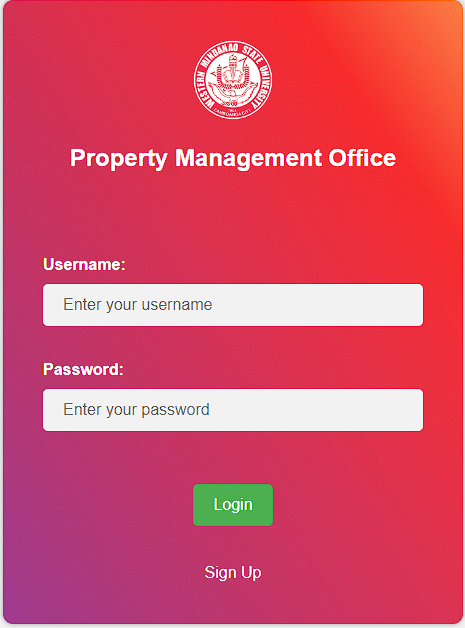 WESTERN MINDANAO STATE UNIVERSITY
ZAMBOANGA CITY
Property Management Office
Username:
Enter your username
Password:
Enter your password
Login
Sign Up